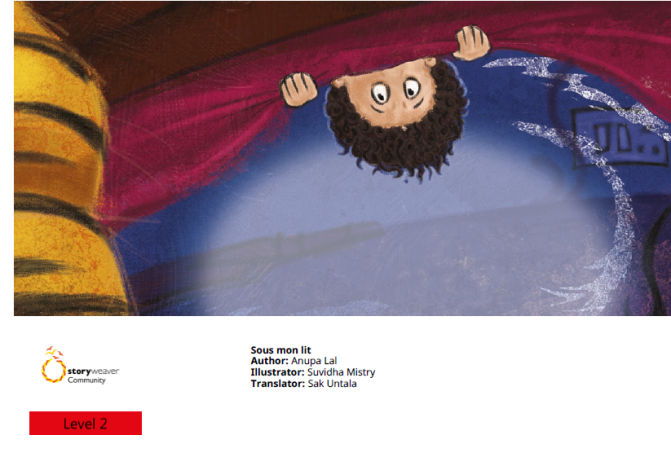 Sous mon lit
Author: Anupa Lal
Illustrator: Suvidha Mistry
Translator: Sak Untala
storyweaver
Community
Level 2